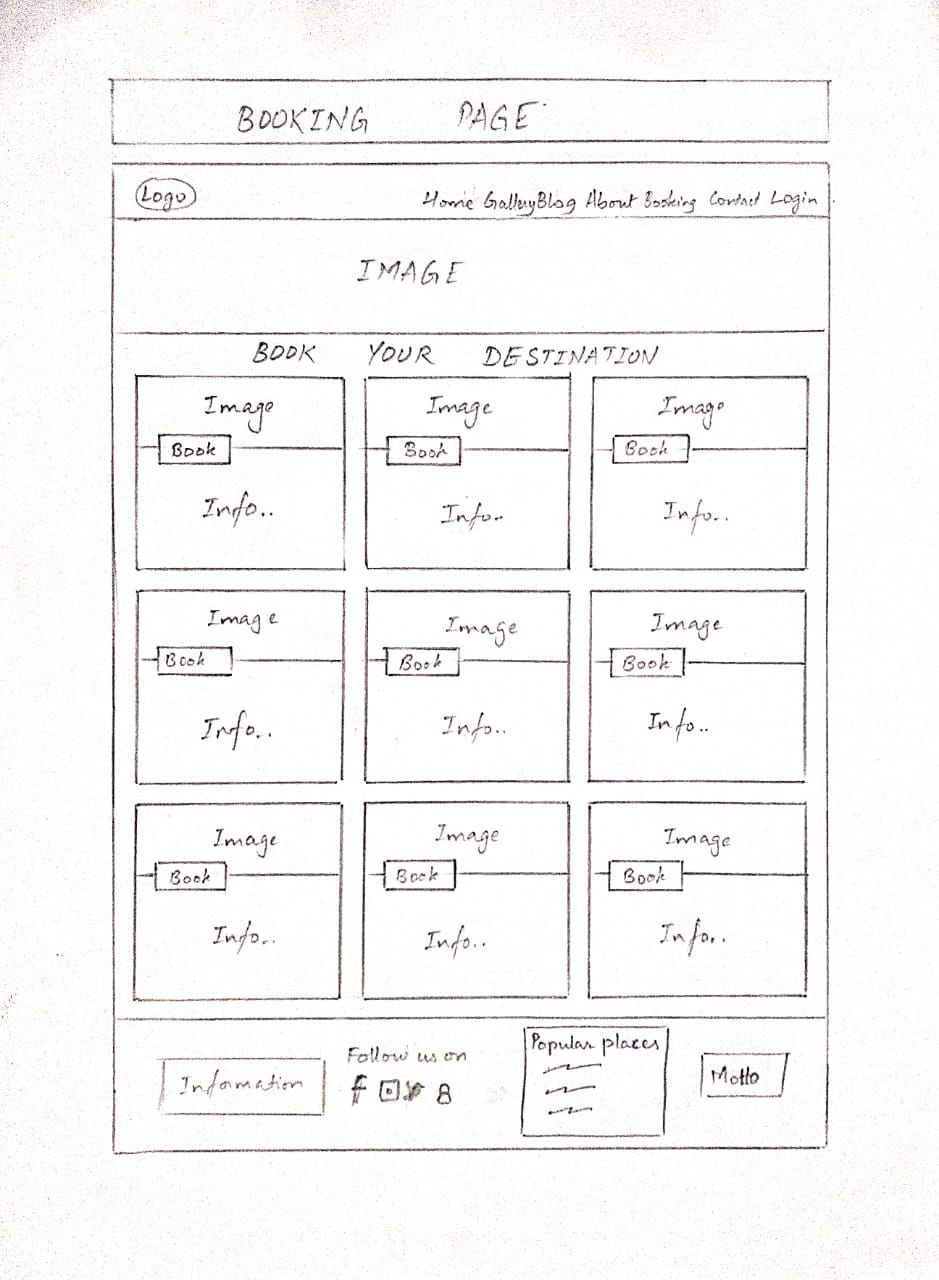 BOOKING PAGE
Logo Home Gallery Blog About Booking Contact Login
IMAGE
BOOK YOUR DESTINATION
Image Image Image
Book Book Book
Info.. Info.. Info..
Image Image Image
Book Book Book
Info.. Info.. Info..
Image Image Image
Book Book Book
Info.. Info.. Info..
Follow us on Popular places
Information Motto